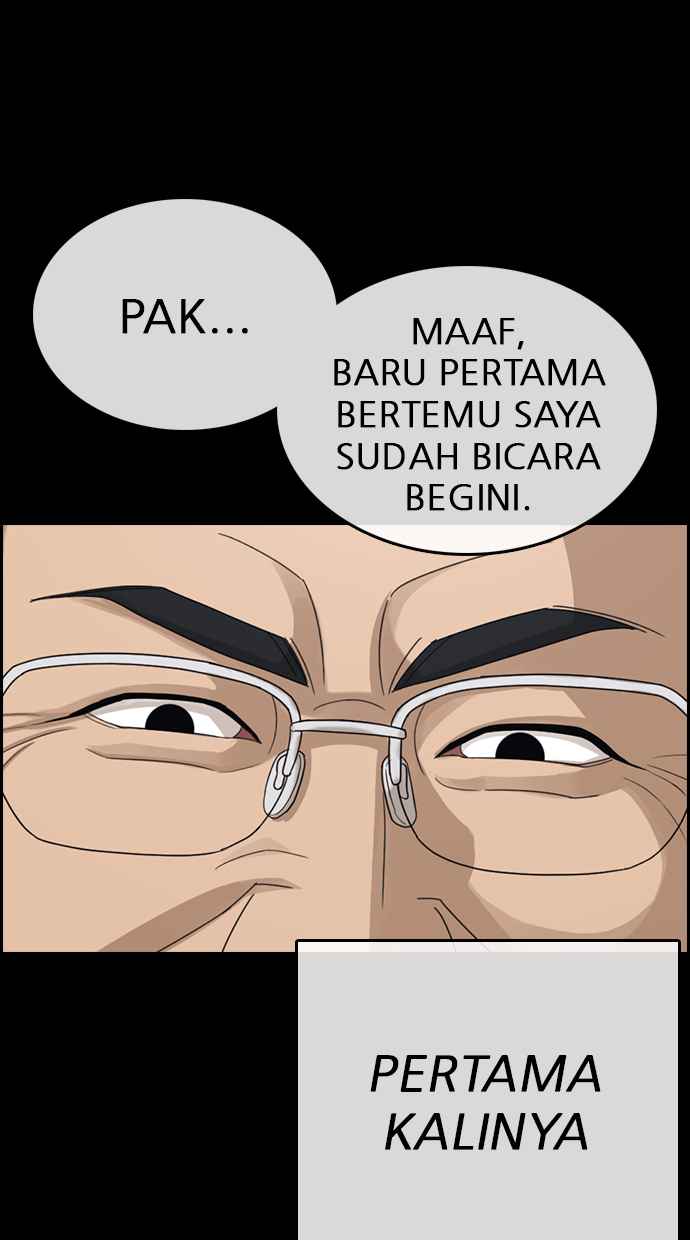 PAK...
MAAF,
BARU PERTAMA
BERTEMU SAYA
SUDAH BICARA
BEGINI.
PERTAMA
KALINYA